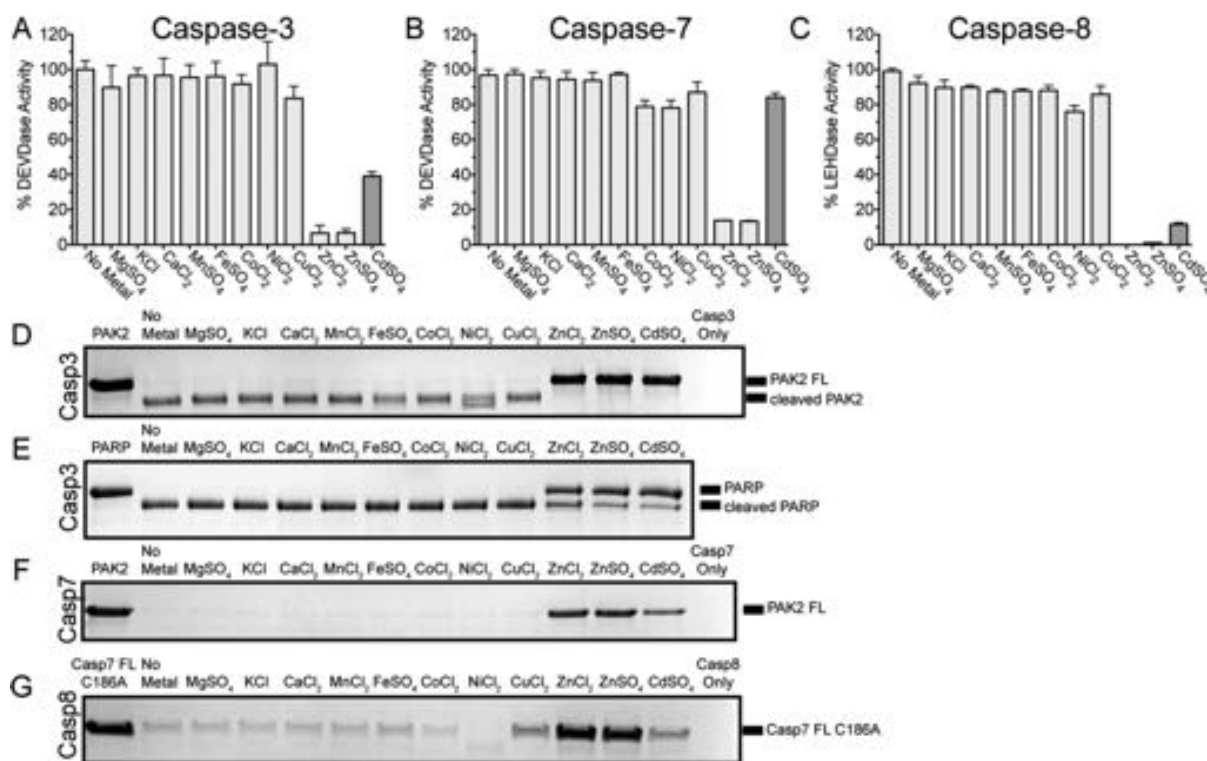 A Caspase-3 B Caspase-7 C Caspase-8
% DEVDase Activity
120
100
80
60
40
20
0
No Metal
MgSO4
KCl
CaCl2
MnSO4
FeSO4
CoCl2
NiCl2
CuCl2
ZnCl2
ZnSO4
CdSO4
% DEVDase Activity
120
100
80
60
40
20
0
No Metal
MgSO4
KCl
CaCl2
MnSO4
FeSO4
CoCl2
NiCl2
CuCl2
ZnCl2
ZnSO4
CdSO4
% LEHDase Activity
120
100
80
60
40
20
0
No Metal
MgSO4
KCl
CaCl2
MnSO4
FeSO4
CoCl2
NiCl2
CuCl2
ZnCl2
ZnSO4
CdSO4
D
PAK2 No Metal MgSO4 KCl CaCl2 MnCl2 FeSO4 CoCl2 NiCl2 CuCl2 ZnCl2 ZnSO4 CdSO4 Casp3 Only
Casp3
PAK2 FL
cleaved PAK2
E
PARP No Metal MgSO4 KCl CaCl2 MnCl2 FeSO4 CoCl2 NiCl2 CuCl2 ZnCl2 ZnSO4 CdSO4
Casp3
PARP
cleaved PARP
F
PAK2 No Metal MgSO4 KCl CaCl2 MnCl2 FeSO4 CoCl2 NiCl2 CuCl2 ZnCl2 ZnSO4 CdSO4 Casp7 Only
Casp7
PAK2 FL
G
Casp7 FL C186A No Metal MgSO4 KCl CaCl2 MnCl2 FeSO4 CoCl2 NiCl2 CuCl2 ZnCl2 ZnSO4 CdSO4 Casp8 Only
Casp8
Casp7 FL C186A